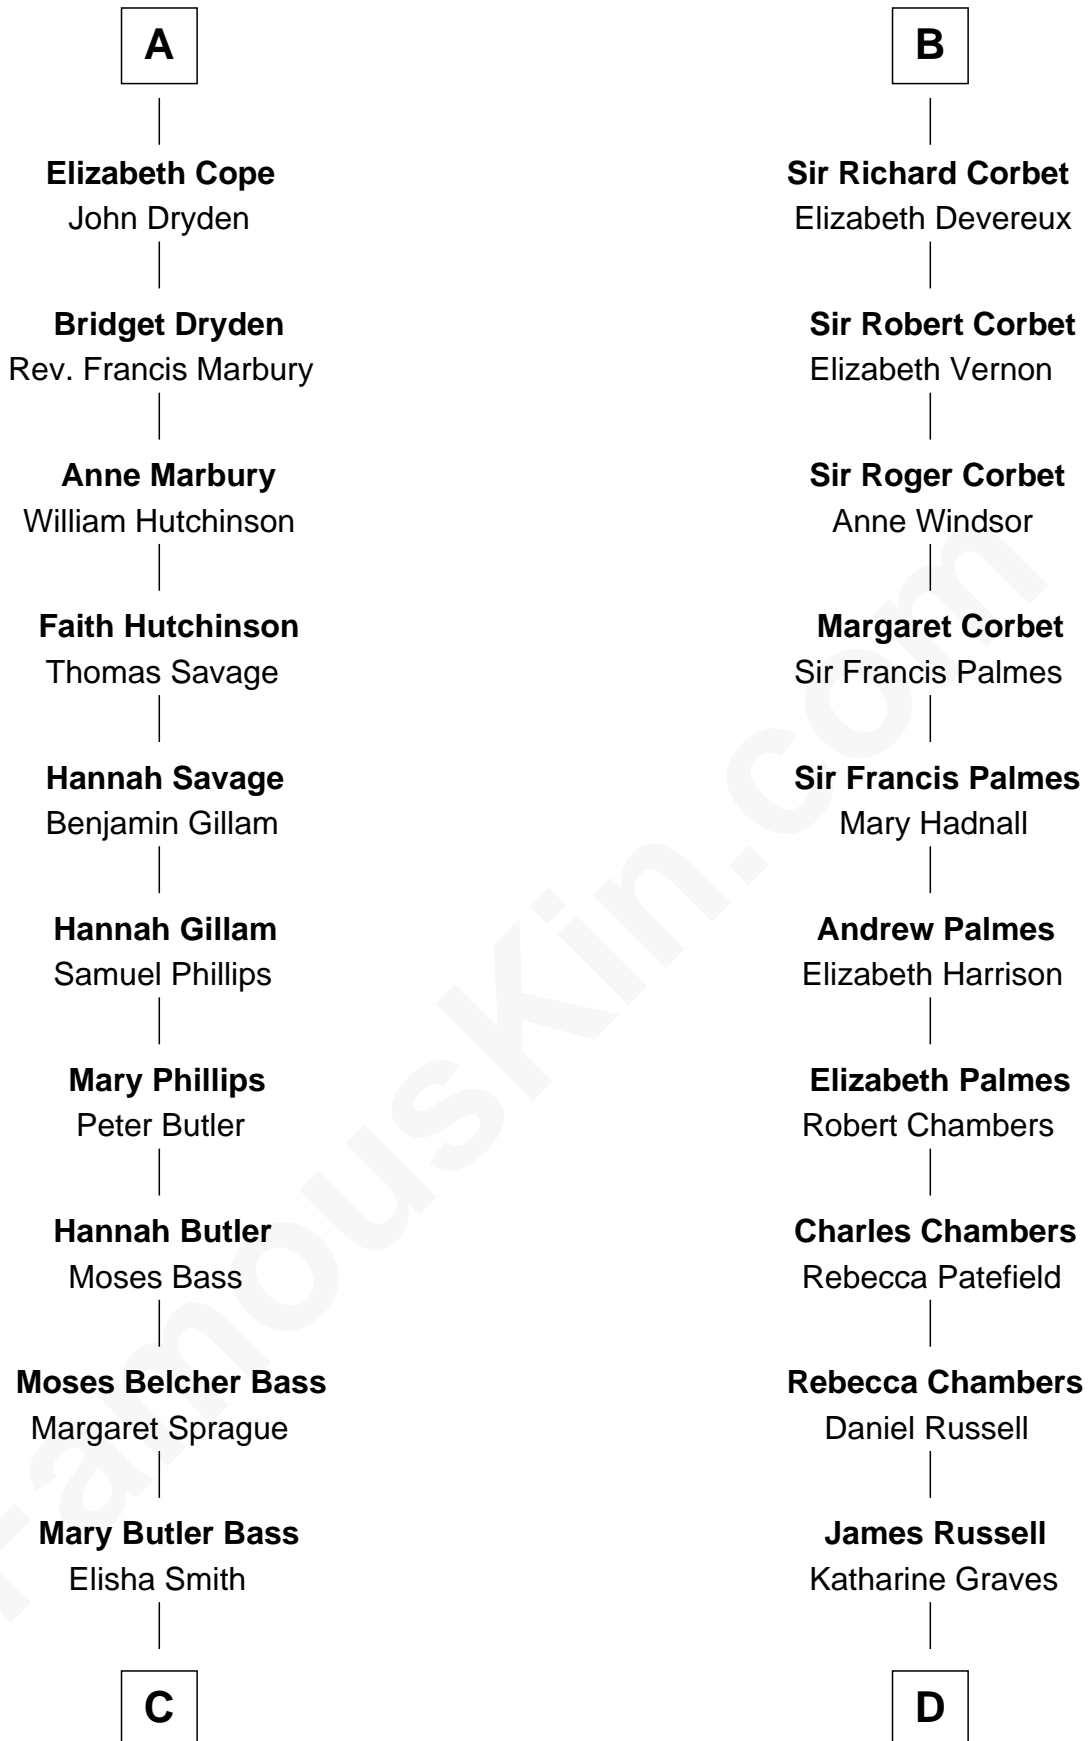 A
Elizabeth Cope
John Dryden
Bridget Dryden
Rev. Francis Marbury
Anne Marbury
William Hutchinson
Faith Hutchinson
Thomas Savage
Hannah Savage
Benjamin Gillam
Hannah Gillam
Samuel Phillips
Mary Phillips
Peter Butler
Hannah Butler
Moses Bass
Moses Belcher Bass
Margaret Sprague
Mary Butler Bass
Elisha Smith
C
B
Sir Richard Corbet
Elizabeth Devereux
Sir Robert Corbet
Elizabeth Vernon
Sir Roger Corbet
Anne Windsor
Margaret Corbet
Sir Francis Palmes
Sir Francis Palmes
Mary Hadnall
Andrew Palmes
Elizabeth Harrison
Elizabeth Palmes
Robert Chambers
Charles Chambers
Rebecca Patefield
Rebecca Chambers
Daniel Russell
James Russell
Katharine Graves
D
FamousKin.com